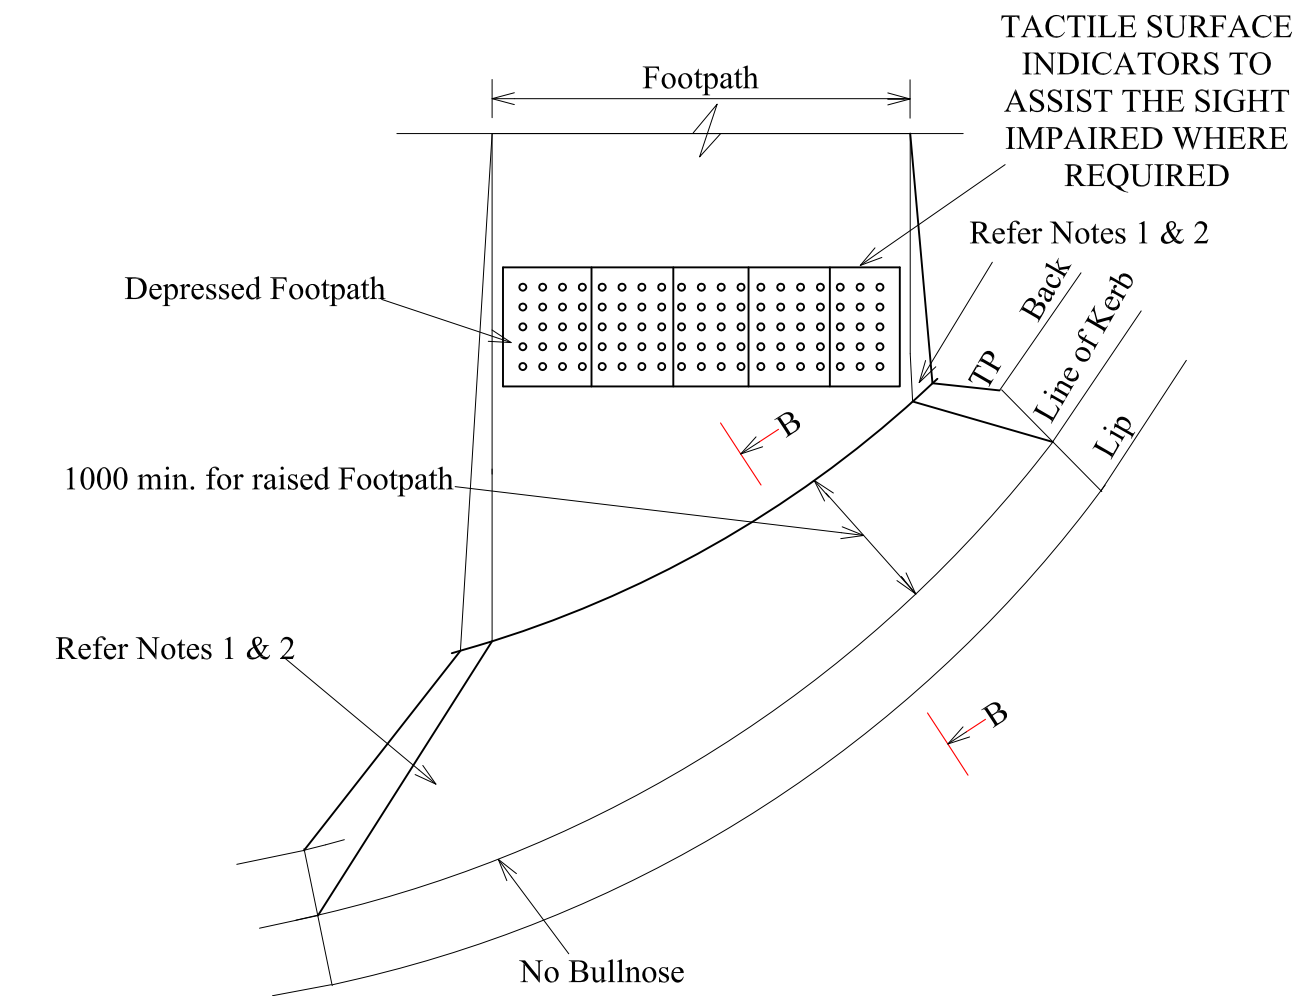 TACTILE SURFACE
INDICATORS TO
ASSIST THE SIGHT
IMPAIRED WHERE
REQUIRED
Footpath
Refer Notes 1 & 2
Depressed Footpath
Back
TP
Line of Kerb
Lip
B
1000 min. for raised Footpath
Refer Notes 1 & 2
B
No Bullnose